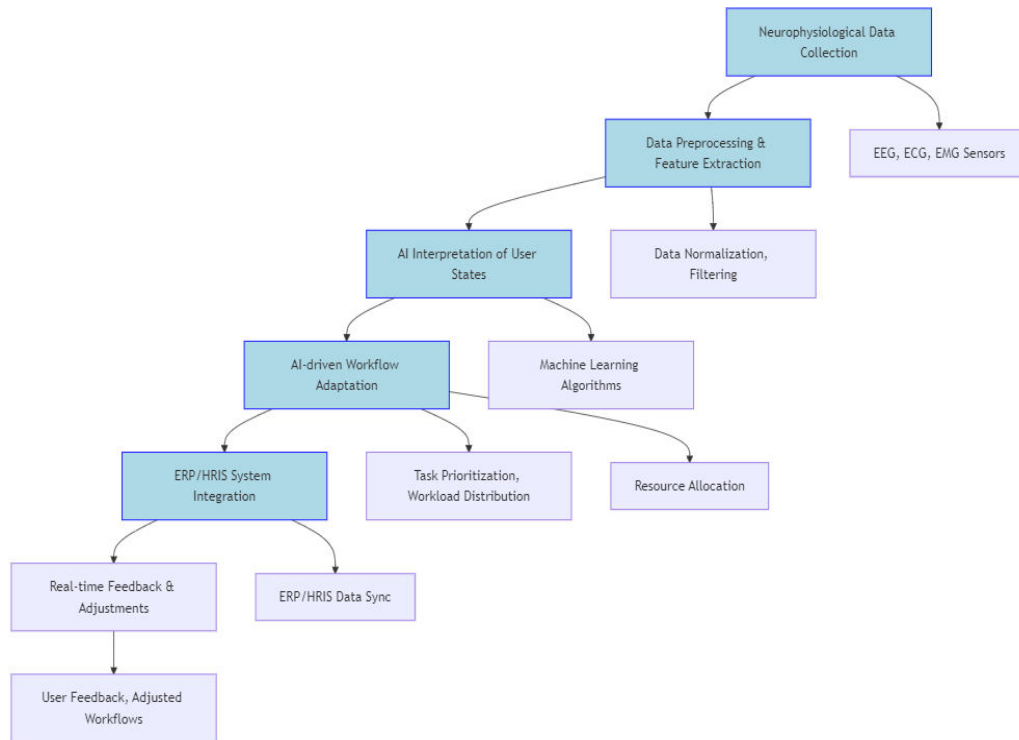 Neurophysiological Data
Collection
Data Preprocessing &
Feature Extraction
EEG, ECG, EMG Sensors
AI Interpretation of User
States
Data Normalization,
Filtering
AI-driven Workflow
Adaptation
Machine Learning
Algorithms
ERP/HRIS System
Integration
Task Prioritization,
Workload Distribution
Resource Allocation
Real-time Feedback &
Adjustments
ERP/HRIS Data Sync
User Feedback, Adjusted
Workflows